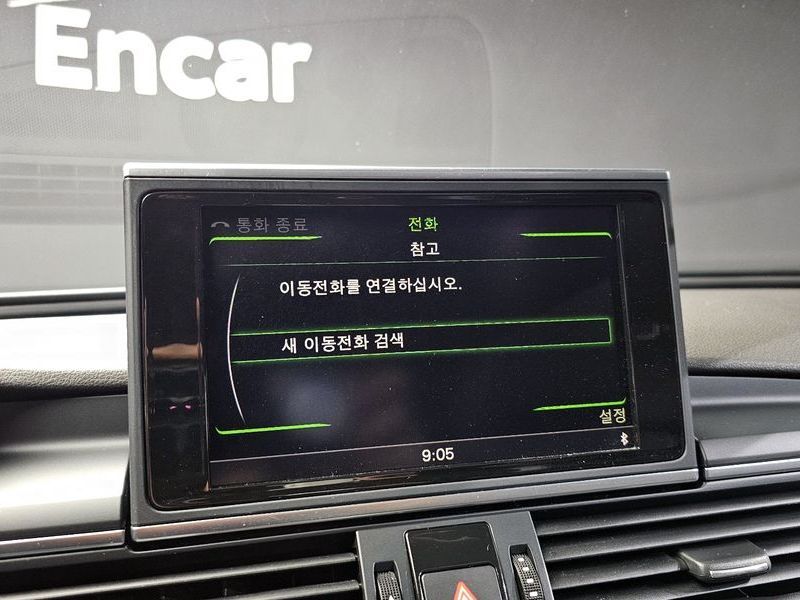 Encar
통화 종료
전화
참고
이동전화를 연결하십시오.
새 이동전화 검색
설정
9:05